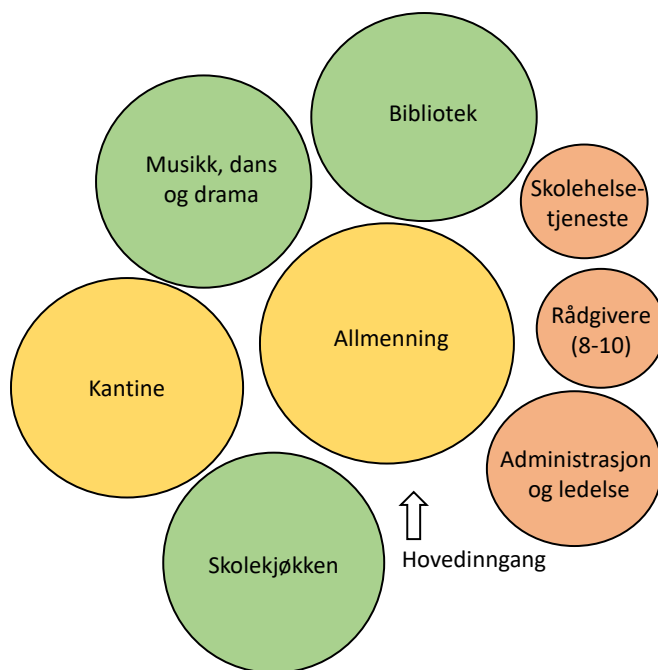 Bibliotek
Musikk, dans
og drama
Skolehelse-
tjeneste
Rådgivere
(8-10)
Allmenning
Kantine
Administrasjon
og ledelse
Skolekjøkken
Hovedinngang